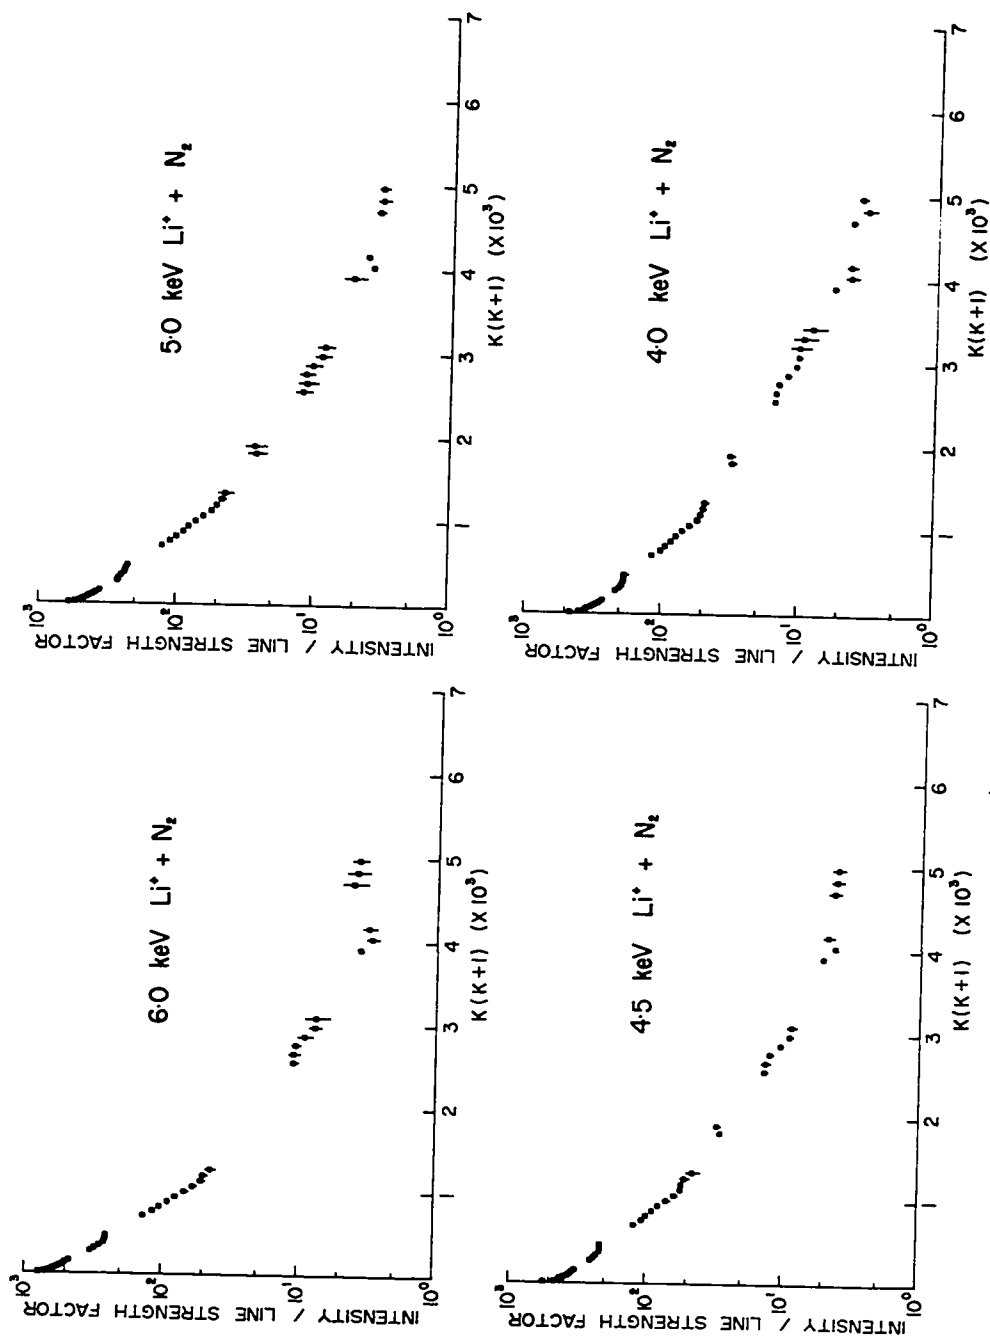 6·0 keV Li⁺ + N₂
INTENSITY / LINE STRENGTH FACTOR
10³
10²
10¹
10⁰
1 2 3 4 5 6 7
K(K+1) (X10³)
5·0 keV Li⁺ + N₂
INTENSITY / LINE STRENGTH FACTOR
10³
10²
10¹
10⁰
1 2 3 4 5 6 7
K(K+1) (X10³)
4·5 keV Li⁺ + N₂
INTENSITY / LINE STRENGTH FACTOR
10³
10²
10¹
10⁰
1 2 3 4 5 6 7
K(K+1) (X10³)
4·0 keV Li⁺ + N₂
INTENSITY / LINE STRENGTH FACTOR
10³
10²
10¹
10⁰
1 2 3 4 5 6 7
K(K+1) (X10³)